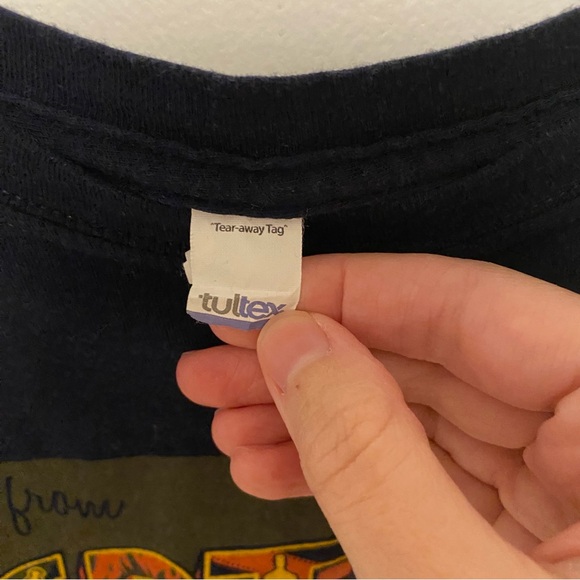 "Tear-away Tag"
tultex
from